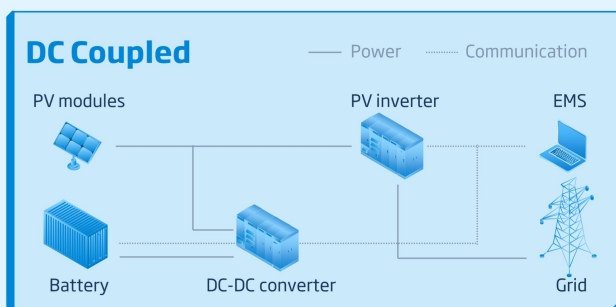 DC Coupled
Power
Communication
PV modules
PV inverter
EMS
Battery
DC-DC converter
Grid